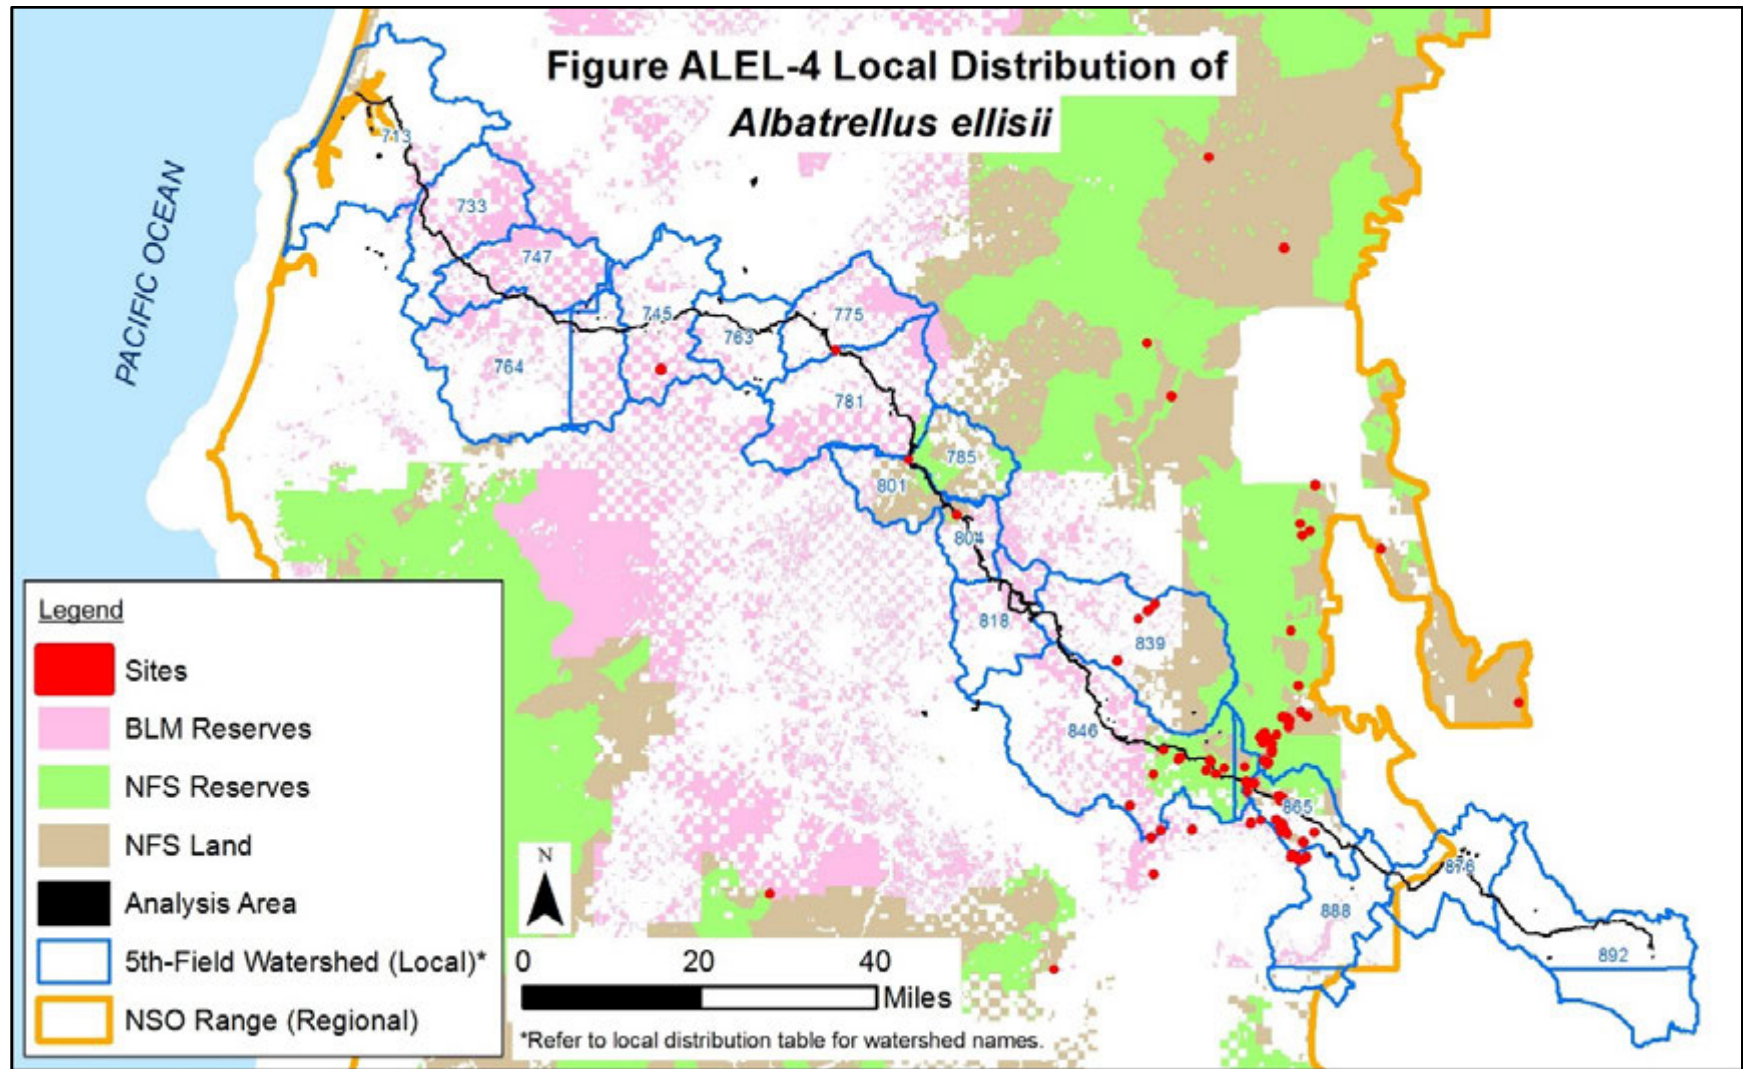 Figure ALEL-4 Local Distribution of
Albatrellus ellisii
PACIFIC OCEAN
713
733
747
745
775
763
764
781
785
801
804
818
839
846
865
876
888
892
Legend
Sites
BLM Reserves
NFS Reserves
NFS Land
Analysis Area
5th-Field Watershed (Local)*
NSO Range (Regional)
N
0 20 40
Miles
*Refer to local distribution table for watershed names.